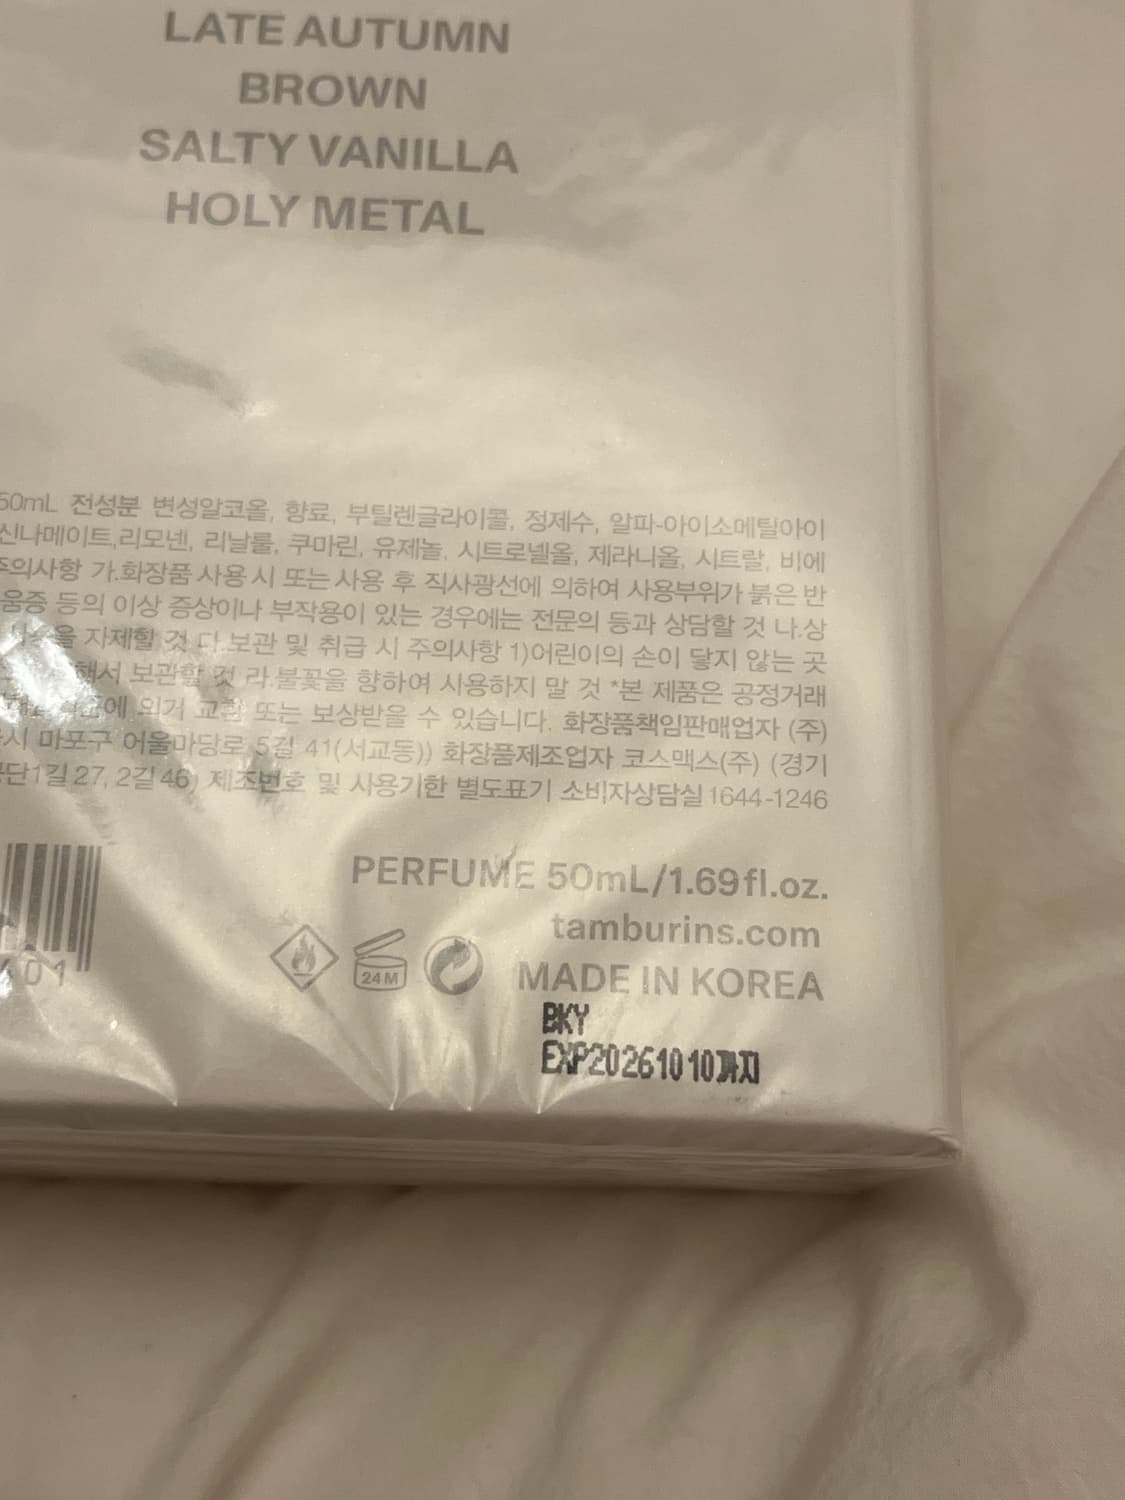 LATE AUTUMN
BROWN
SALTY VANILLA
HOLY METAL
50mL 전성분 변성알코올, 향료, 부틸렌글라이콜, 정제수, 알파-아이소메틸아이
신나메이트,리모넨, 리날룰, 쿠마린, 유제놀, 시트로넬올, 제라니올, 시트랄, 비에
주의사항 가.화장품 사용 시 또는 사용 후 직사광선에 의하여 사용부위가 붉은 반
움증 등의 이상 증상이나 부작용이 있는 경우에는 전문의 등과 상담할 것 나.상
자제할 것 다.보관 및 취급 시 주의사항 1)어린이의 손이 닿지 않는 곳
해서 보관할 것 라.불꽃을 향하여 사용하지 말 것 *본 제품은 공정거래
에 의거 교환 또는 보상받을 수 있습니다. 화장품책임판매업자 (주)
시 마포구 어울마당로 5길 41(서교동)) 화장품제조업자 코스맥스(주) (경기
단1길 27, 2길 46) 제조번호 및 사용기한 별도표기 소비자상담실 1644-1246
PERFUME 50mL/1.69fl.oz.
tamburins.com
24M
MADE IN KOREA
401
BKY
EXP20261010까지